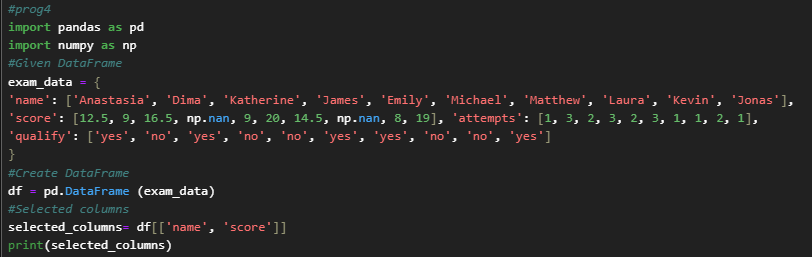 #prog4
import pandas as pd
import numpy as np
#Given DataFrame
exam_data = {
'name': ['Anastasia', 'Dima', 'Katherine', 'James', 'Emily', 'Michael', 'Matthew', 'Laura', 'Kevin', 'Jonas'],
'score': [12.5, 9, 16.5, np.nan, 9, 20, 14.5, np.nan, 8, 19], 'attempts': [1, 3, 2, 3, 2, 3, 1, 1, 2, 1],
'qualify': ['yes', 'no', 'yes', 'no', 'no', 'yes', 'yes', 'no', 'no', 'yes']
}
#Create DataFrame
df = pd.DataFrame (exam_data)
#Selected columns
selected_columns= df[['name', 'score']]
print(selected_columns)